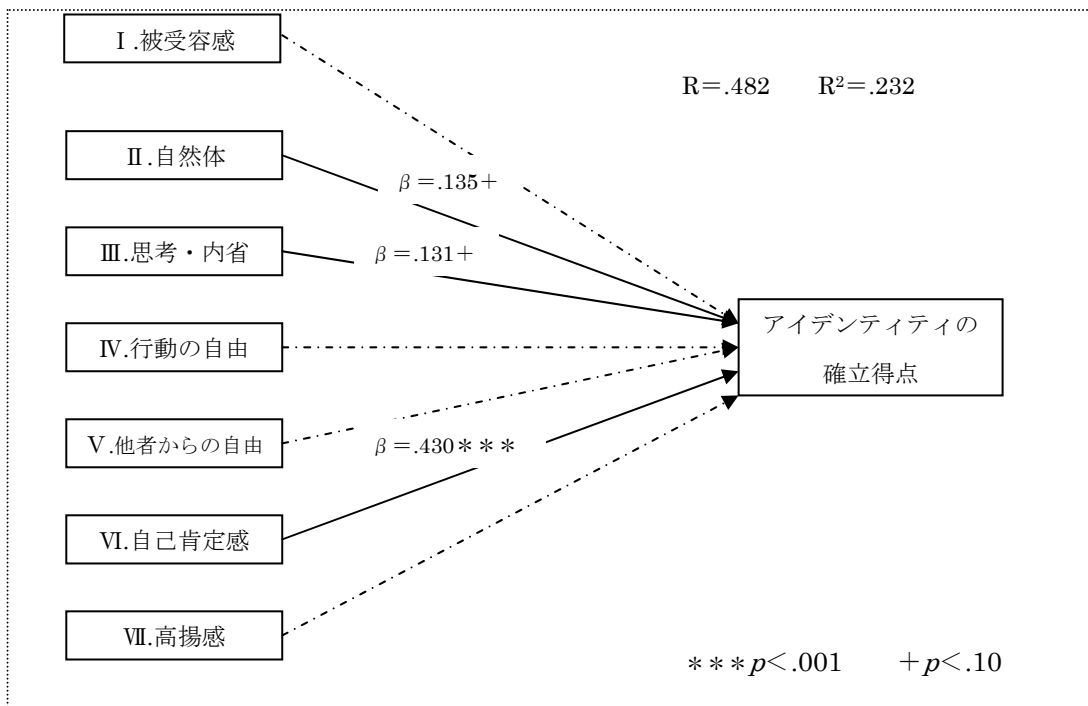 Ⅰ.被受容感
R=.482 R²=.232
Ⅱ.自然体
β=.135+
Ⅲ.思考・内省
β=.131+
アイデンティティの
確立得点
Ⅳ.行動の自由
Ⅴ.他者からの自由
β=.430＊＊＊
Ⅵ.自己肯定感
Ⅶ.高揚感
＊＊＊p<.001 +p<.10